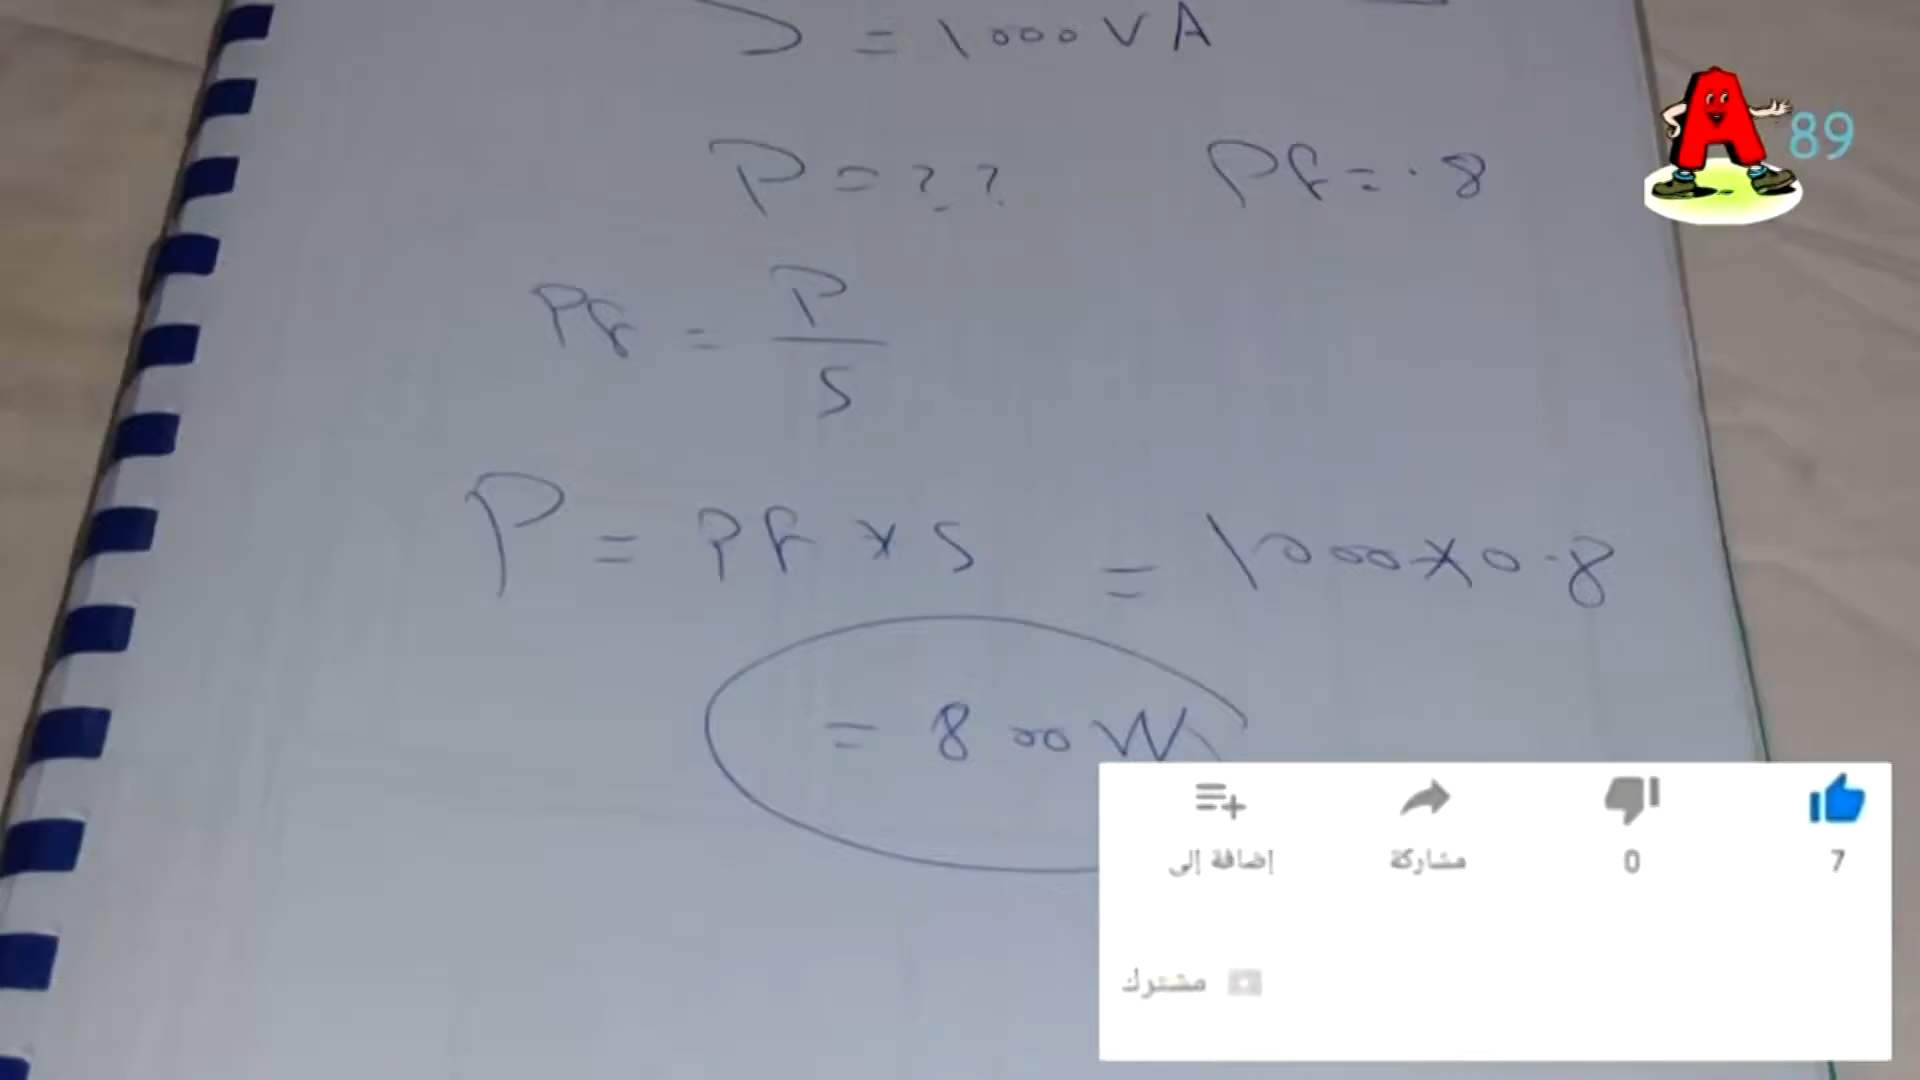 S = 1000 VA
P = ??
Pf = .8
Pf = P / S
P = Pf * S = 1000 x 0.8
= 800 W
A 89
إضافة إلى
مشاركة
0
7
مشترك